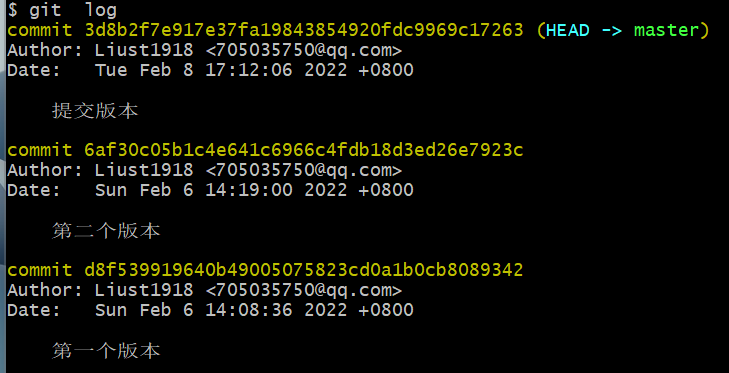 $ git  log
commit 3d8b2f7e917e37fa19843854920fdc9969c17263 (HEAD -> master)
Author: Liust1918 <705035750@qq.com>
Date:   Tue Feb 8 17:12:06 2022 +0800
提交版本
commit 6af30c05b1c4e641c6966c4fdb18d3ed26e7923c
Author: Liust1918 <705035750@qq.com>
Date:   Sun Feb 6 14:19:00 2022 +0800
第二个版本
commit d8f539919640b49005075823cd0a1b0cb8089342
Author: Liust1918 <705035750@qq.com>
Date:   Sun Feb 6 14:08:36 2022 +0800
第一个版本